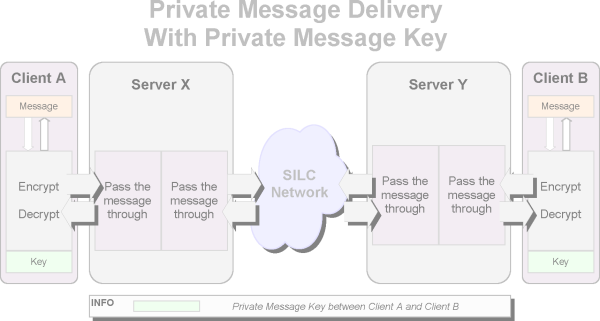 Private Message Delivery
With Private Message Key
Client A
Server X
Server Y
Client B
Message
Message
SILC
Network
Encrypt
Decrypt
Pass the
message
through
Pass the
message
through
Pass the
message
through
Pass the
message
through
Encrypt
Decrypt
Key
Key
INFO
Private Message Key between Client A and Client B